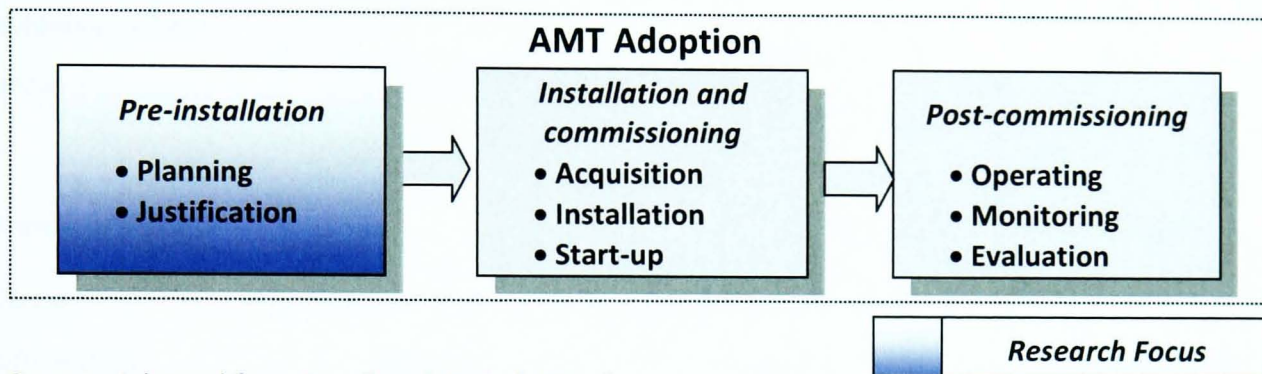 AMT Adoption
Pre-installation
• Planning
• Justification
Installation and
commissioning
• Acquisition
• Installation
• Start-up
Post-commissioning
• Operating
• Monitoring
• Evaluation
Research Focus